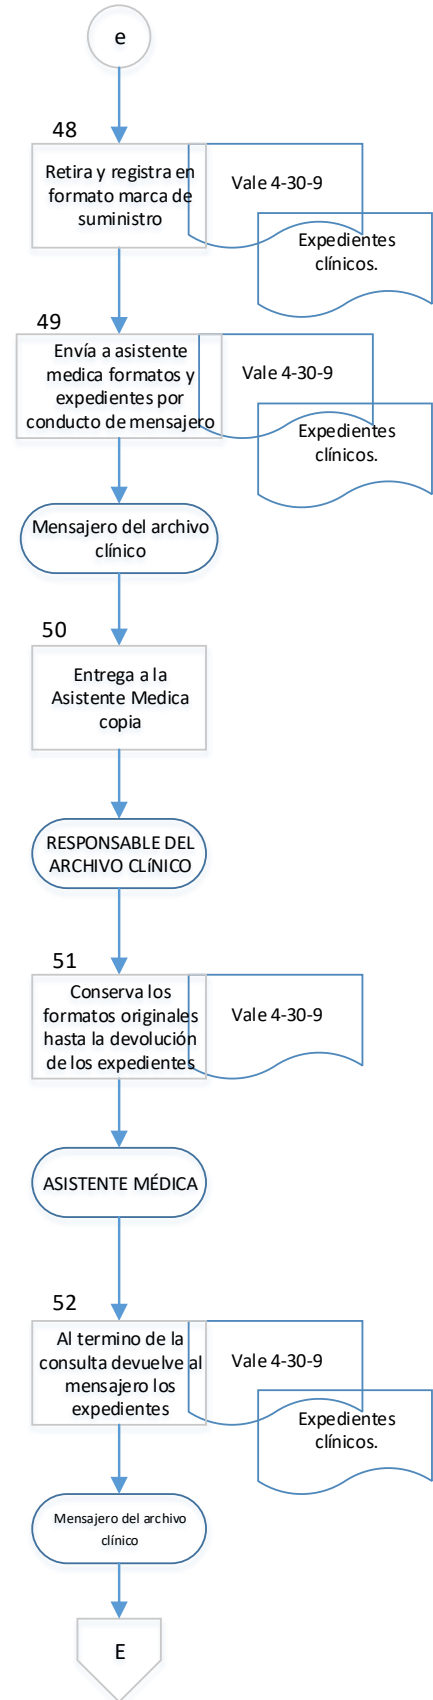 e
48
Retira y registra en
formato marca de
suministro
Vale 4-30-9
Expedientes
clínicos.
49
Envía a asistente
medica formatos y
expedientes por
conducto de mensajero
Vale 4-30-9
Expedientes
clínicos.
Mensajero del archivo
clínico
50
Entrega a la
Asistente Medica
copia
RESPONSABLE DEL
ARCHIVO CLíNICO
51
Conserva los
formatos originales
hasta la devolución
de los expedientes
Vale 4-30-9
ASISTENTE MÉDICA
52
Al termino de la
consulta devuelve al
mensajero los
expedientes
Vale 4-30-9
Expedientes
clínicos.
Mensajero del archivo
clínico
E